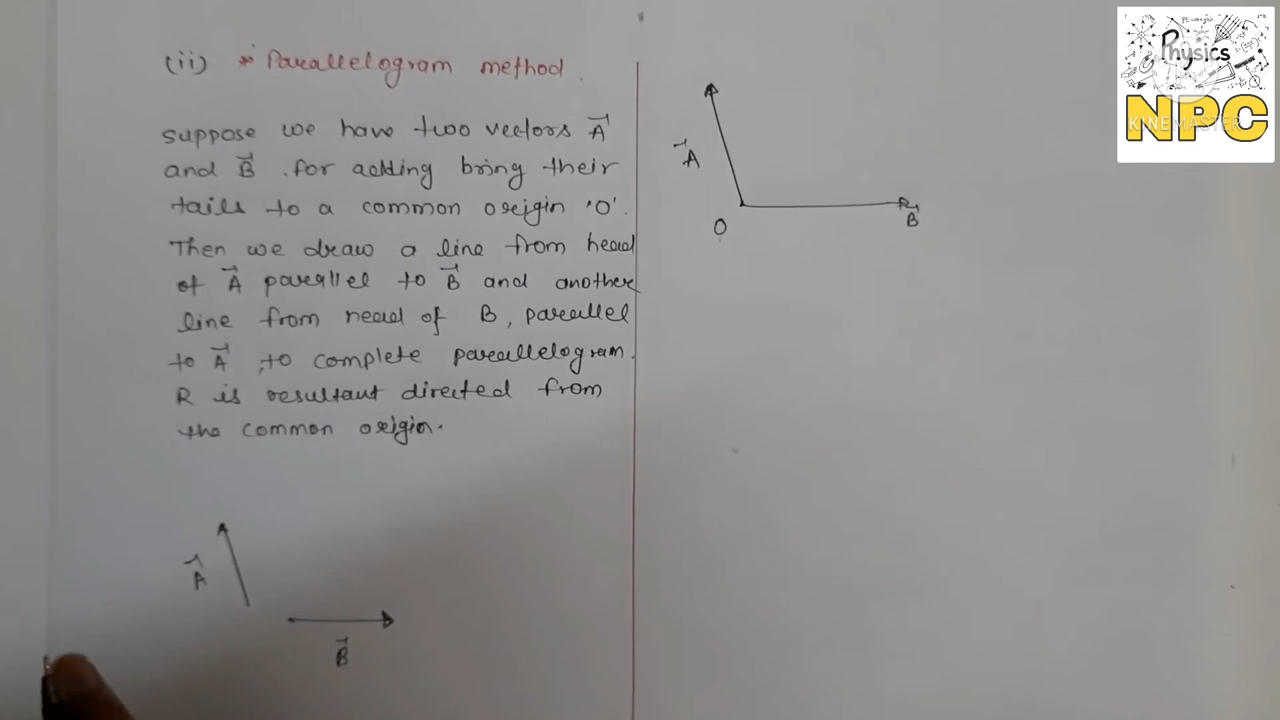 (ii) * Parallelogram method.
suppose we have two vectors A⃗
and B⃗. for adding bring their
tails to a common origin 'O'.
Then we draw a line from head
of A⃗ parallel to B⃗ and another
line from head of B, parallel
to A⃗, to complete parallelogram.
R is resultant directed from
the common origin.
A⃗
B⃗
A⃗
O
B⃗
Physics
NPC
KINEMASTER